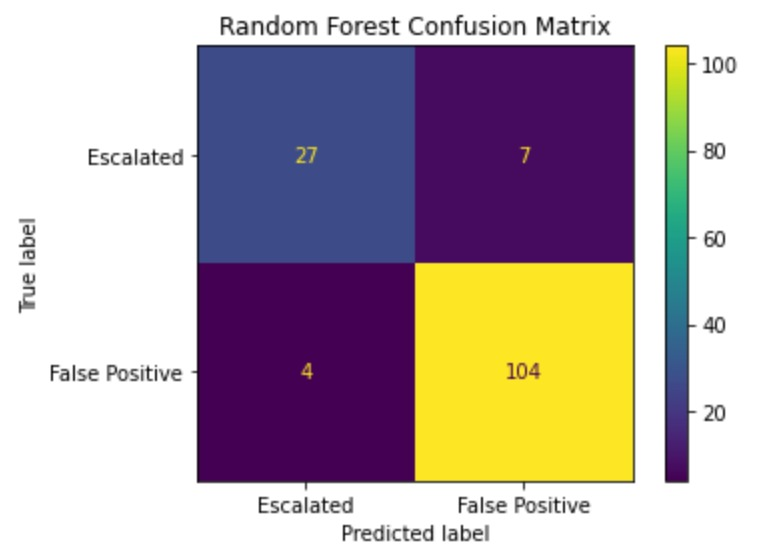 Random Forest Confusion Matrix
Escalated
27
7
False Positive
4
104
Escalated
False Positive
Predicted label
True label
100
80
60
40
20